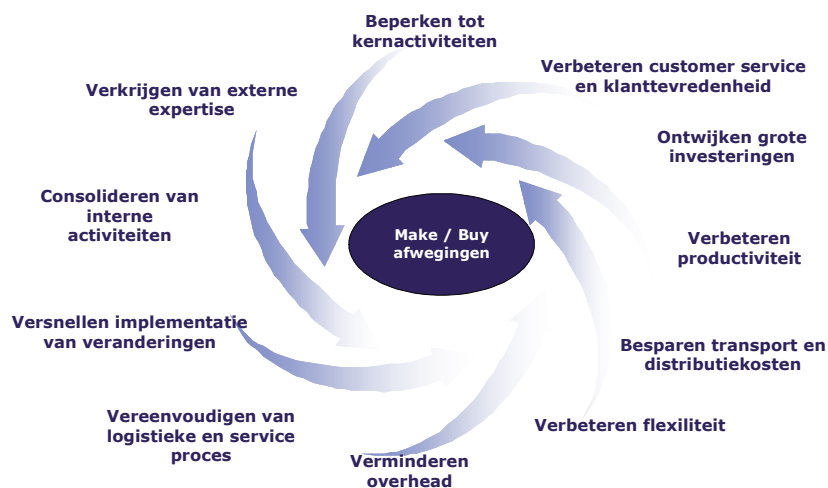 Beperken tot
kernactiviteiten
Verbeteren customer service
en klanttevredenheid
Verkrijgen van externe
expertise
Ontwijken grote
investeringen
Consolideren van
interne
activiteiten
Make / Buy
afwegingen
Verbeteren
productiviteit
Versnellen implementatie
van veranderingen
Besparen transport en
distributiekosten
Vereenvoudigen van
logistieke en service
proces
Verbeteren flexiliteit
Verminderen
overhead